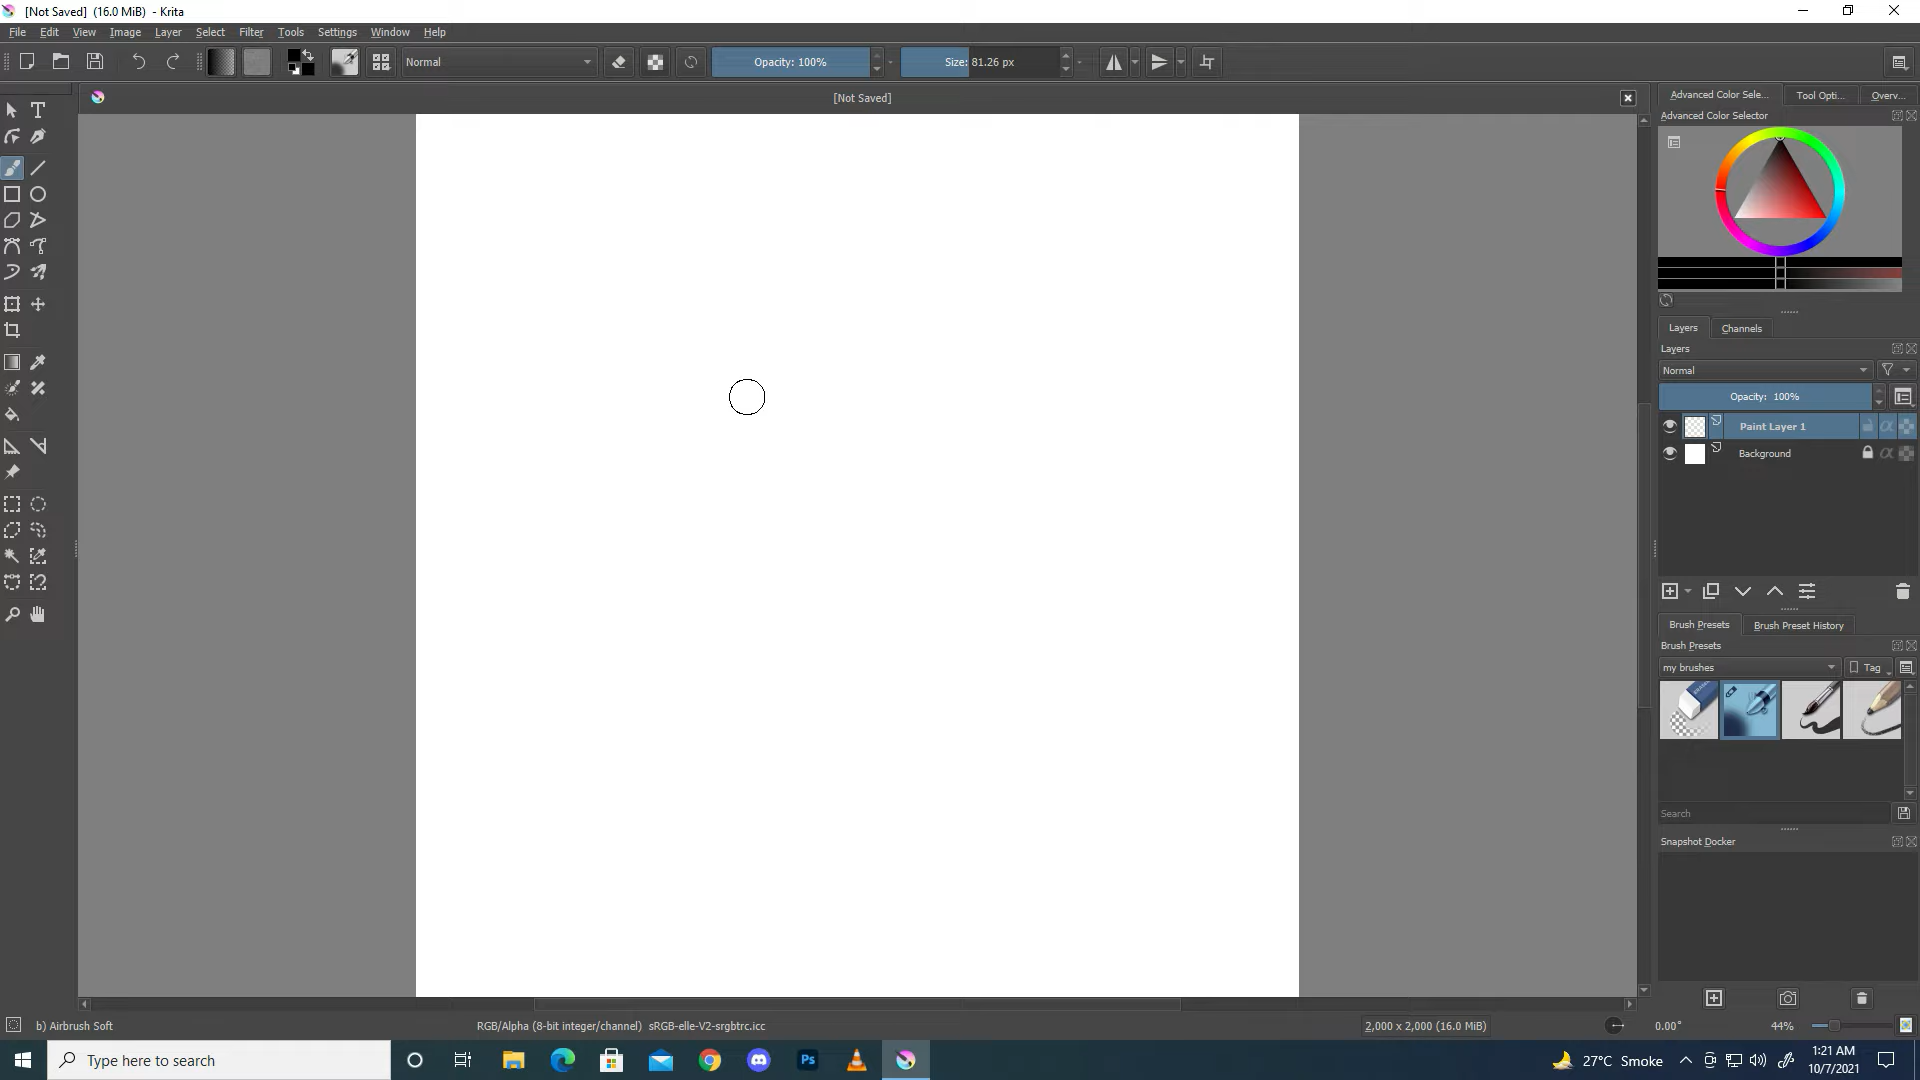 [Not Saved]  (16.0 MiB)  - Krita
File Edit View Image Layer Select Filter Tools Settings Window Help
Normal
Opacity: 100%
Size: 81.26 px
[Not Saved]
Advanced Color Sele... Tool Opti... Overv...
Advanced Color Selector
Layers Channels
Layers
Normal
Opacity:  100%
Paint Layer 1
Background
Brush Presets Brush Preset History
Brush Presets
my brushes Tag
Search
Snapshot Docker
b) Airbrush Soft
RGB/Alpha (8-bit integer/channel)  sRGB-elle-V2-srgbtrc.icc
2,000 x 2,000 (16.0 MiB)
0.00°
44%
Type here to search
Ps
27°C  Smoke
1:21 AM
10/7/2021